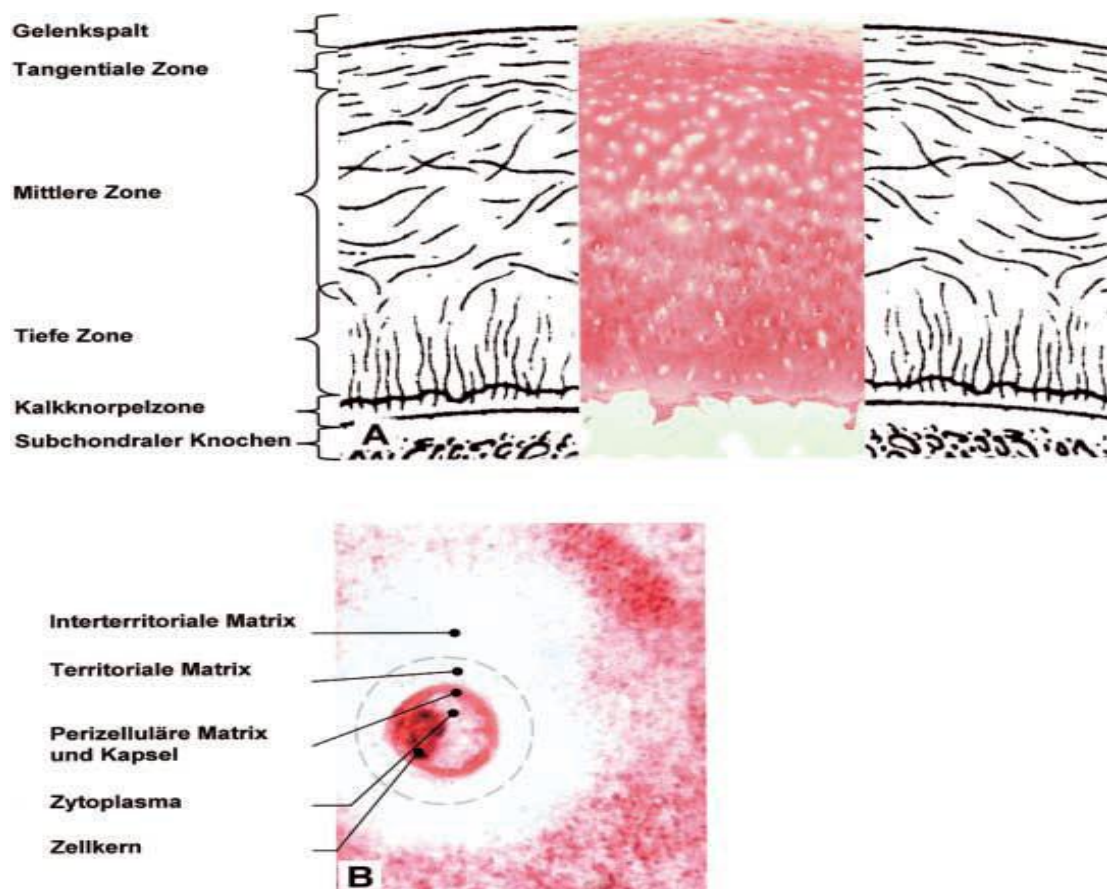 Gelenkspalt
Tangentiale Zone
Mittlere Zone
Tiefe Zone
Kalkknorpelzone
Subchondraler Knochen
A
Interterritoriale Matrix
Territoriale Matrix
Perizelluläre Matrix
und Kapsel
Zytoplasma
Zellkern
B